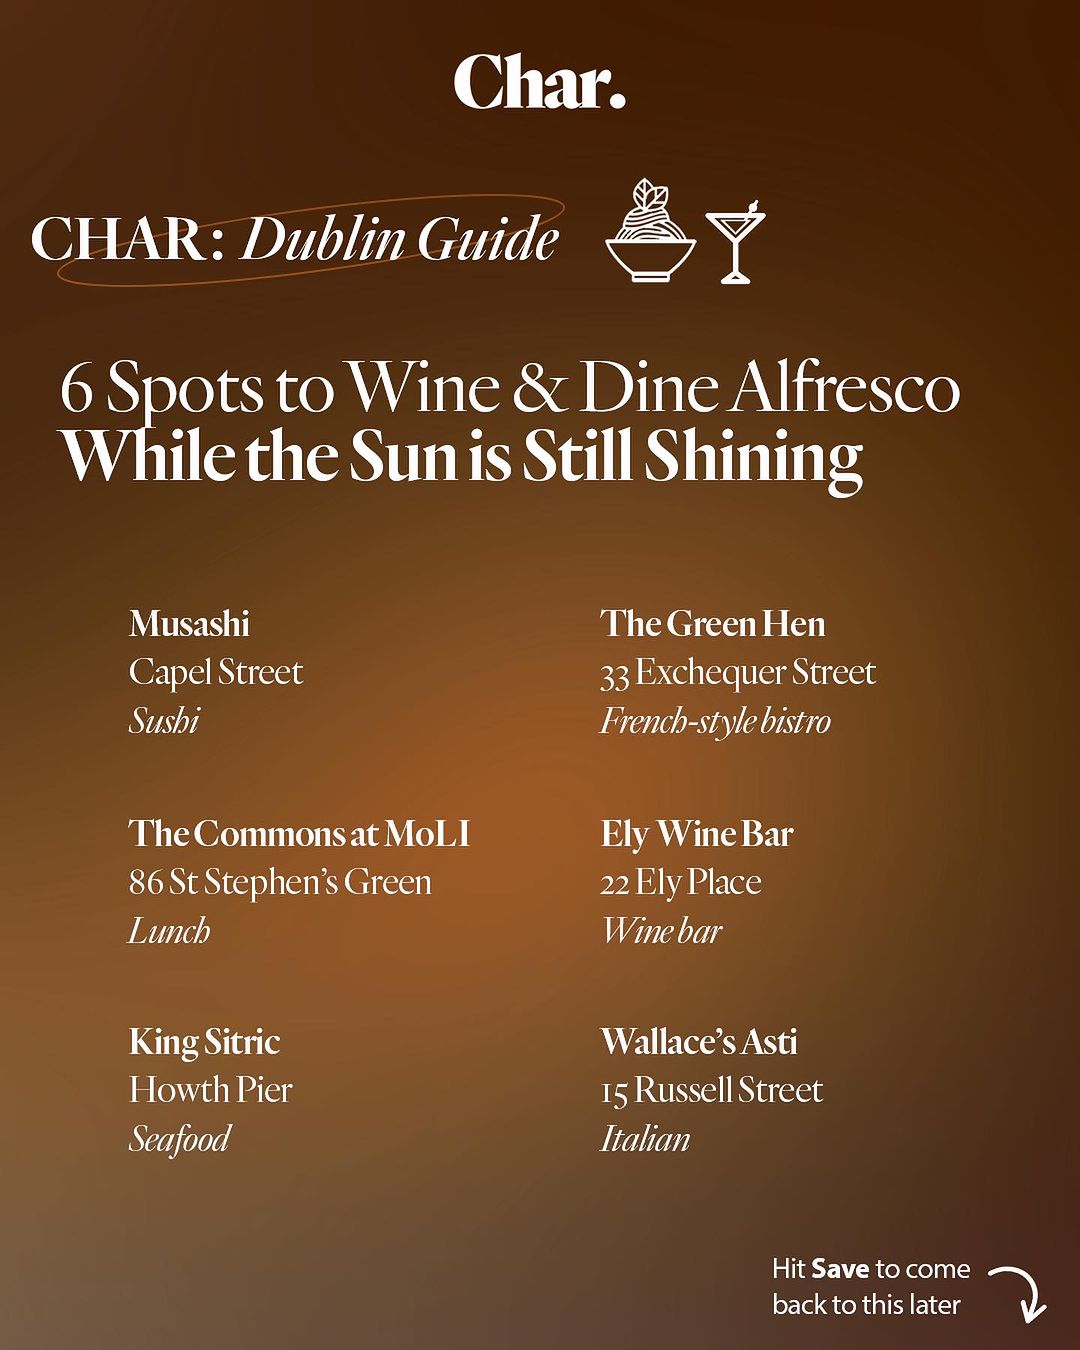 Char.
CHAR: Dublin Guide
6 Spots to Wine & Dine Alfresco
While the Sun is Still Shining
Musashi
Capel Street
Sushi
The Green Hen
33 Exchequer Street
French-style bistro
The Commons at MoLI
86 St Stephen's Green
Lunch
Ely Wine Bar
22 Ely Place
Wine bar
King Sitric
Howth Pier
Seafood
Wallace's Asti
15 Russell Street
Italian
Hit Save to come
back to this later